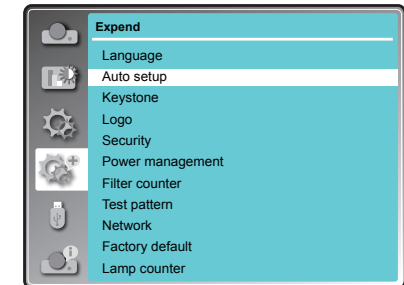 Expend
Language
Auto setup
Keystone
Logo
Security
Power management
Filter counter
Test pattern
Network
Factory default
Lamp counter